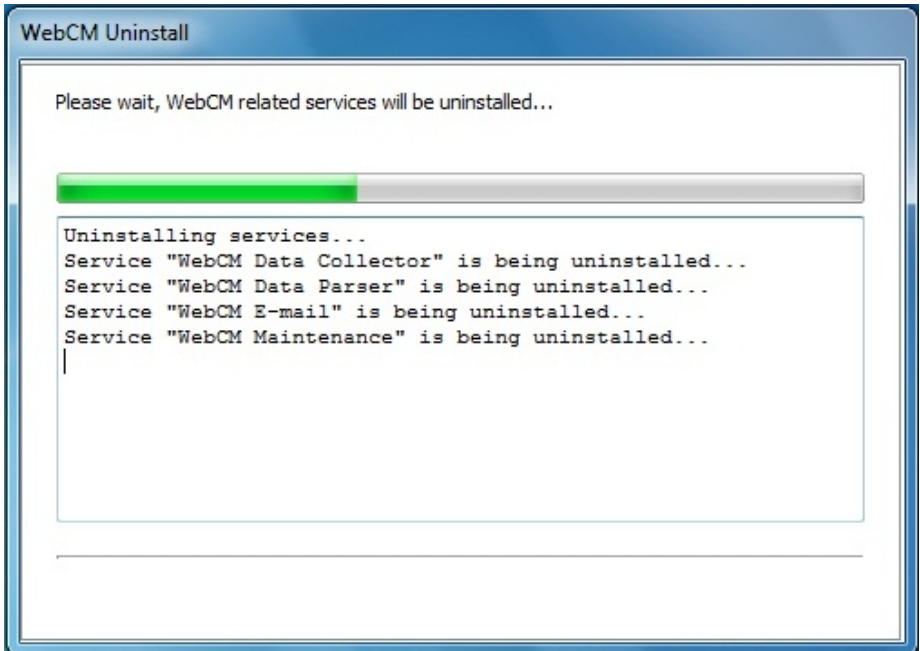 WebCM Uninstall
Please wait, WebCM related services will be uninstalled...
Uninstalling services...
Service "WebCM Data Collector" is being uninstalled...
Service "WebCM Data Parser" is being uninstalled...
Service "WebCM E-mail" is being uninstalled...
Service "WebCM Maintenance" is being uninstalled...